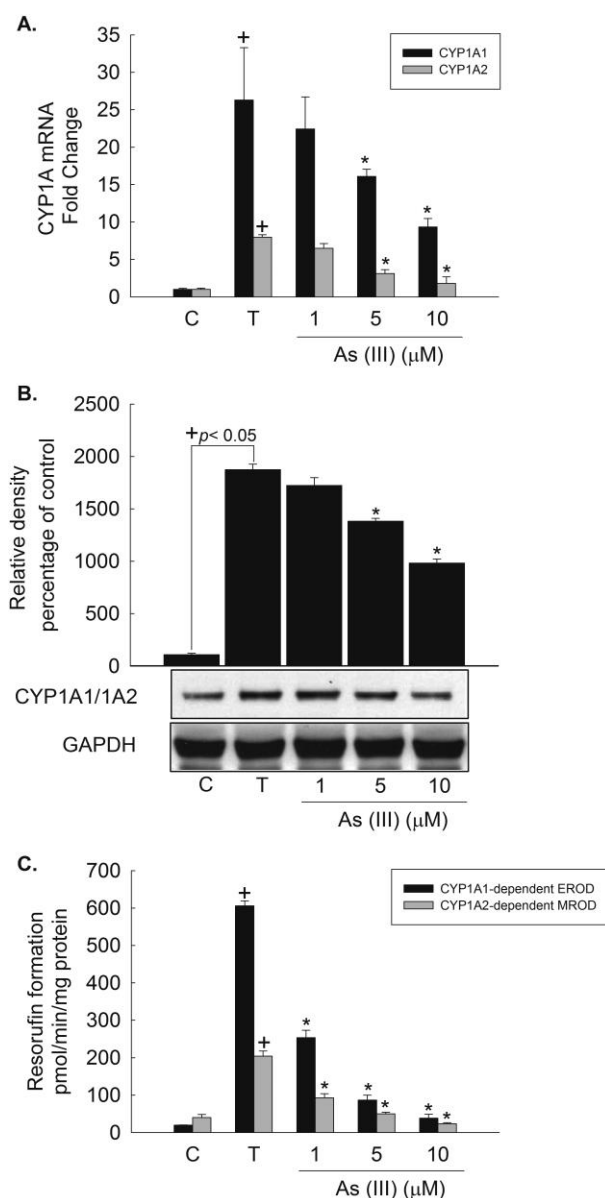 A.
CYP1A mRNA
Fold Change
35
30
25
20
15
10
5
0
+
+
*
*
*
*
CYP1A1
CYP1A2
C T 1 5 10
As (III) (μM)
B.
Relative density
percentage of control
2500
2000
1500
1000
500
0
+p< 0.05
*
*
CYP1A1/1A2
GAPDH
C T 1 5 10
As (III) (μM)
C.
Resorufin formation
pmol/min/mg protein
700
600
500
400
300
200
100
0
+
+
*
*
*
*
*
*
CYP1A1-dependent EROD
CYP1A2-dependent MROD
C T 1 5 10
As (III) (μM)